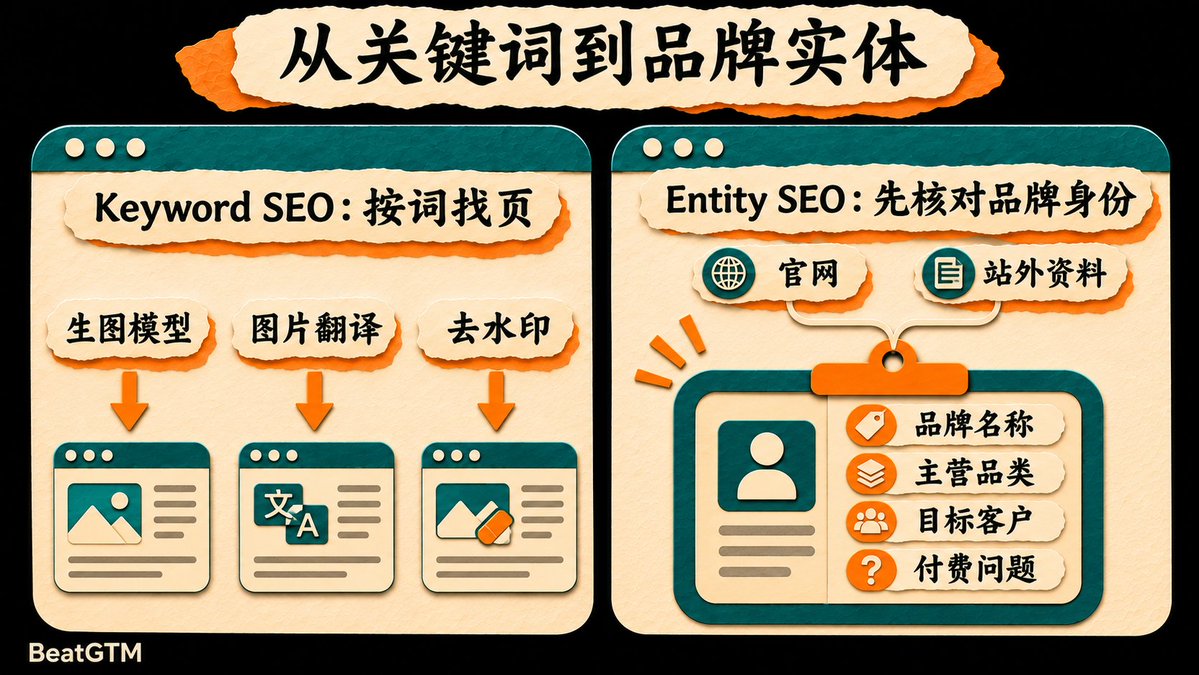 从关键词到品牌实体
Keyword SEO：按词找页
生图模型
图片翻译
去水印
文
A
Entity SEO：先核对品牌身份
官网
站外资料
品牌名称
主营品类
目标客户
?
付费问题
BeatGTM